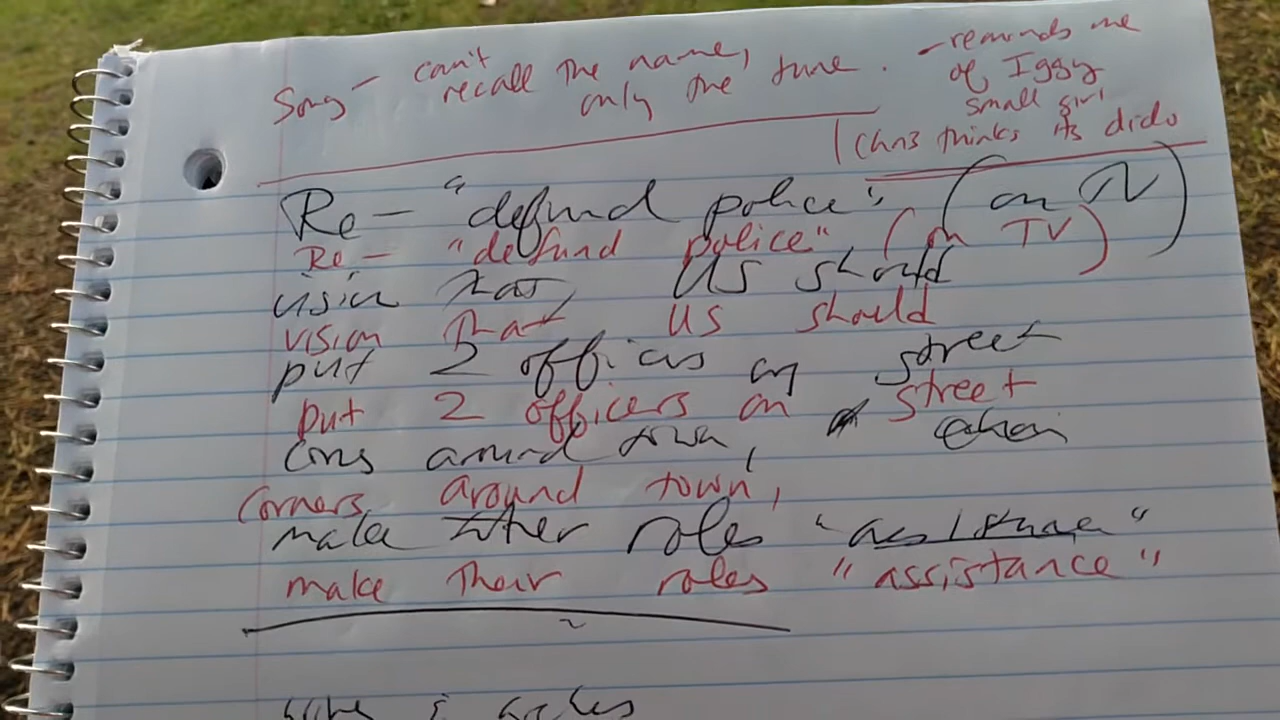 Song - can't recall the name, only the tune.
- reminds me of Iggy small girl
Chris thinks its dido
Re - "defund police" (on TV)
Re - "defund police" (on TV)
vision that, US should
vision that US should
put 2 officers on street
put 2 officers on street
corns around town,
corners around town,
make their roles "assistance"
make their roles "assistance"